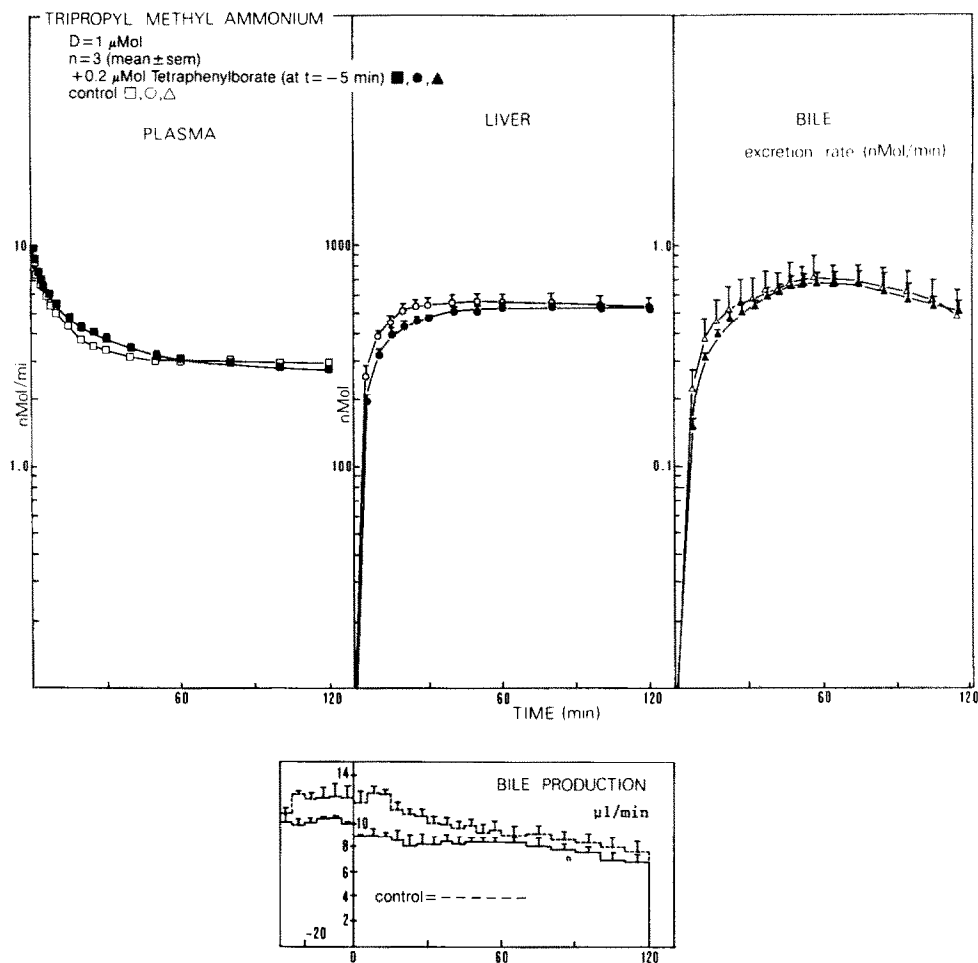 TRIPROPYL METHYL AMMONIUM
D=1 μMol
n=3 (mean±sem)
+0.2 μMol Tetraphenylborate (at t=−5 min) ■,●,▲
control □,○,△
PLASMA
LIVER
BILE
excretion rate (nMol/min)
10
1000
1.0
nMol/ml
nMol
1.0
100
0.1
60
120
60
120
60
120
TIME (min)
14
BILE PRODUCTION
μl/min
10
8
6
4
control = - - - - - - -
2
-20
0
60
120